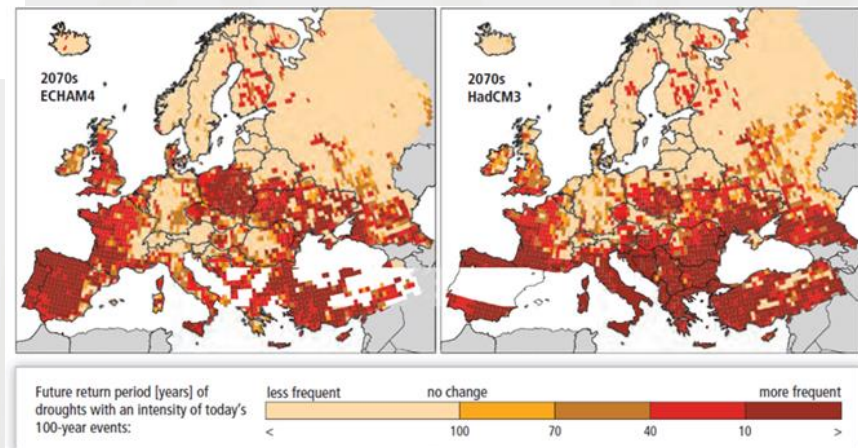 2070s
ECHAM4
2070s
HadCM3
Future return period [years] of
droughts with an intensity of today's
100-year events:
less frequent no change more frequent
< 100 70 40 10 >